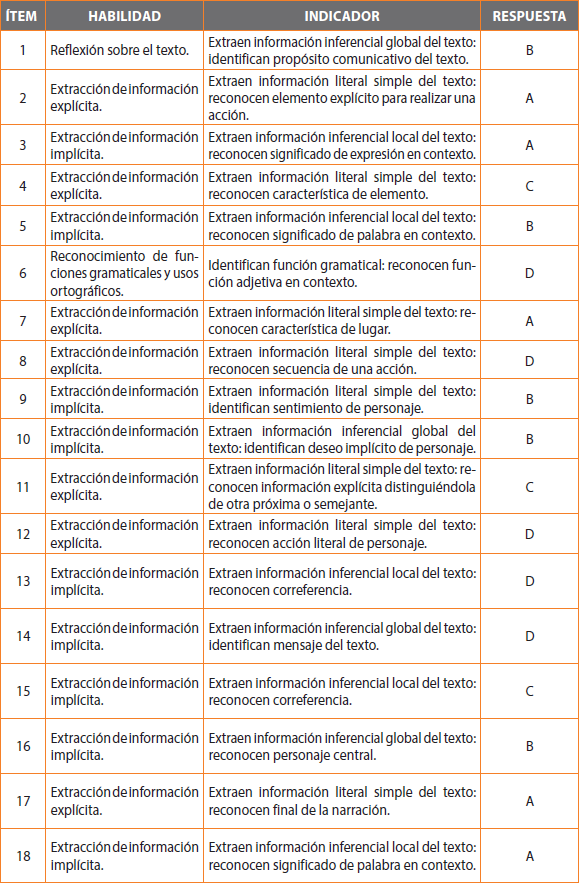 ÍTEM HABILIDAD INDICADOR RESPUESTA
1 Reflexión sobre el texto. Extraen información inferencial global del texto: B
identifican propósito comunicativo del texto.
2 Extracción de información Extraen información literal simple del texto: A
explícita. reconocen elemento explícito para realizar una
acción.
3 Extracción de información Extraen información inferencial local del texto: A
implícita. reconocen significado de expresión en contexto.
4 Extracción de información Extraen información literal simple del texto: C
explícita. reconocen característica de elemento.
5 Extracción de información Extraen información inferencial local del texto: B
implícita. reconocen significado de palabra en contexto.
6 Reconocimiento de fun-
ciones gramaticales y usos
ortográficos. Identifican función gramatical: reconocen fun-
ción adjetiva en contexto. D
7 Extracción de información Extraen información literal simple del texto: re- A
explícita. conocen característica de lugar.
8 Extracción de información Extraen información literal simple del texto: D
explícita. reconocen secuencia de una acción.
9 Extracción de información Extraen información literal simple del texto: B
implícita. identifican sentimiento de personaje.
10 Extracción de información Extraen información inferencial global del B
implícita. texto: identifican deseo implícito de personaje.
11 Extracción de información Extraen información literal simple del texto: re- C
explícita. conocen información explícita distinguiéndola
de otra próxima o semejante.
12 Extracción de información Extraen información literal simple del texto: D
explícita. reconocen acción literal de personaje.
13 Extracción de información Extraen información inferencial local del texto: D
implícita. reconocen correferencia.
14 Extracción de información Extraen información inferencial global del texto: D
implícita. identifican mensaje del texto.
15 Extracción de información Extraen información inferencial local del texto: C
implícita. reconocen correferencia.
16 Extracción de información Extraen información inferencial global del texto: B
implícita. reconocen personaje central.
17 Extracción de información Extraen información literal simple del texto: A
explícita. reconocen final de la narración.
18 Extracción de información Extraen información inferencial local del texto: A
implícita. reconocen significado de palabra en contexto.